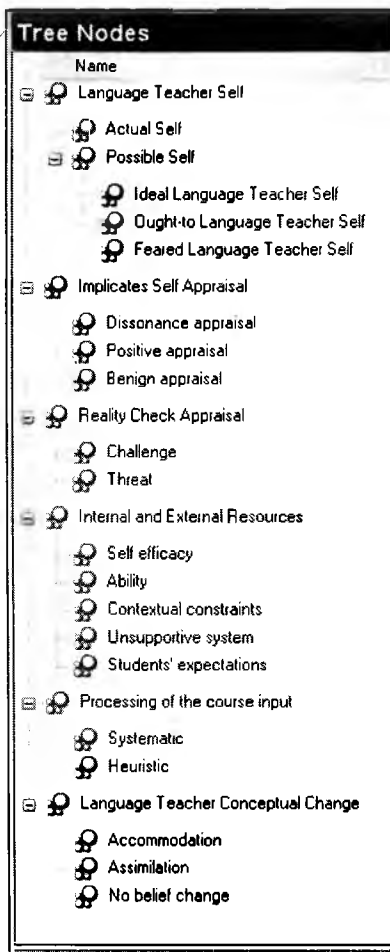 Tree Nodes
Name
Language Teacher Self
Actual Self
Possible Self
Ideal Language Teacher Self
Ought-to Language Teacher Self
Feared Language Teacher Self
Implicates Self Appraisal
Dissonance appraisal
Positive appraisal
Benign appraisal
Reality Check Appraisal
Challenge
Threat
Internal and External Resources
Self efficacy
Ability
Contextual constraints
Unsupportive system
Students' expectations
Processing of the course input
Systematic
Heuristic
Language Teacher Conceptual Change
Accommodation
Assimilation
No belief change